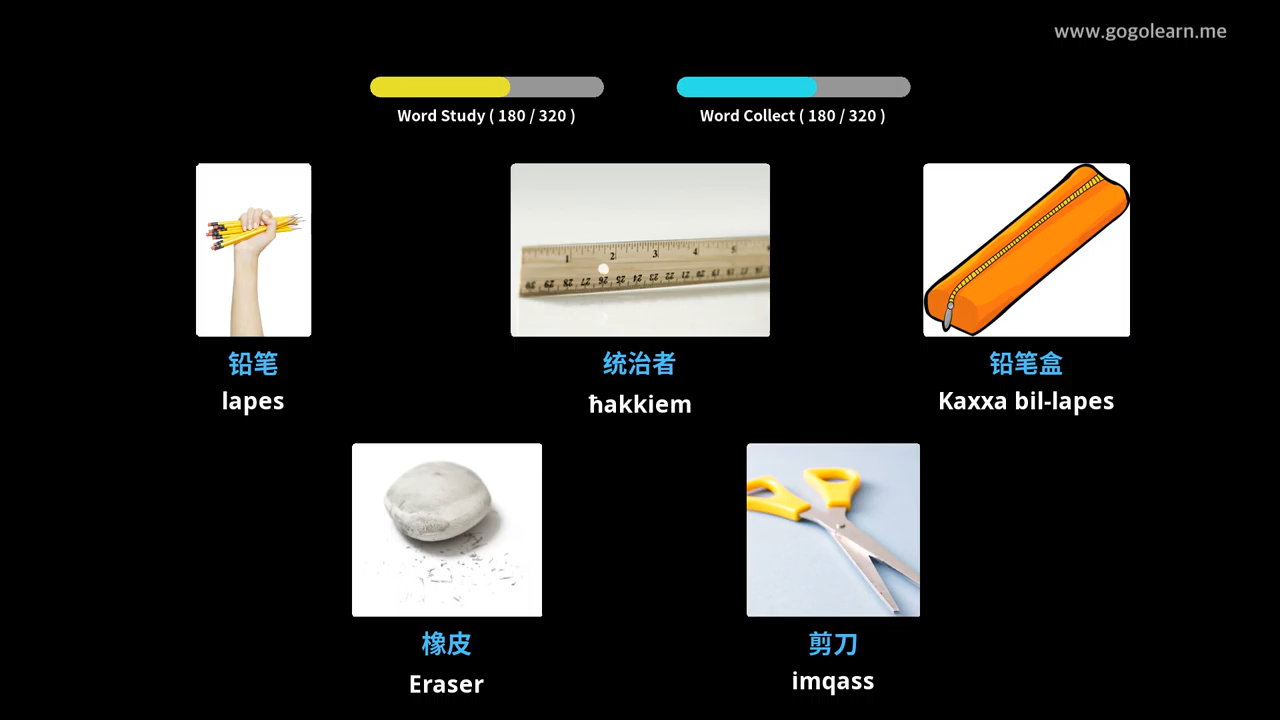 www.gogolearn.me
Word Study ( 180 / 320 )
Word Collect ( 180 / 320 )
铅笔
lapes
统治者
ħakkiem
铅笔盒
Kaxxa bil-lapes
橡皮
Eraser
剪刀
imqass